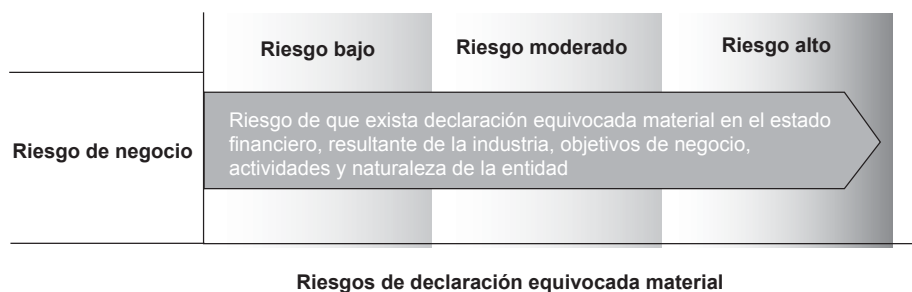 Riesgo bajo
Riesgo moderado
Riesgo alto
Riesgo de negocio
Riesgo de que exista declaración equivocada material en el estado
financiero, resultante de la industria, objetivos de negocio,
actividades y naturaleza de la entidad
Riesgos de declaración equivocada material